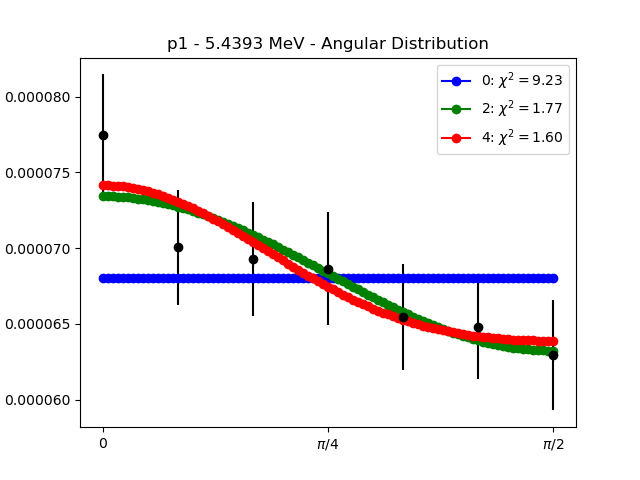 p1 - 5.4393 MeV - Angular Distribution
0: χ² = 9.23
2: χ² = 1.77
4: χ² = 1.60
0.000080
0.000075
0.000070
0.000065
0.000060
0
π/4
π/2